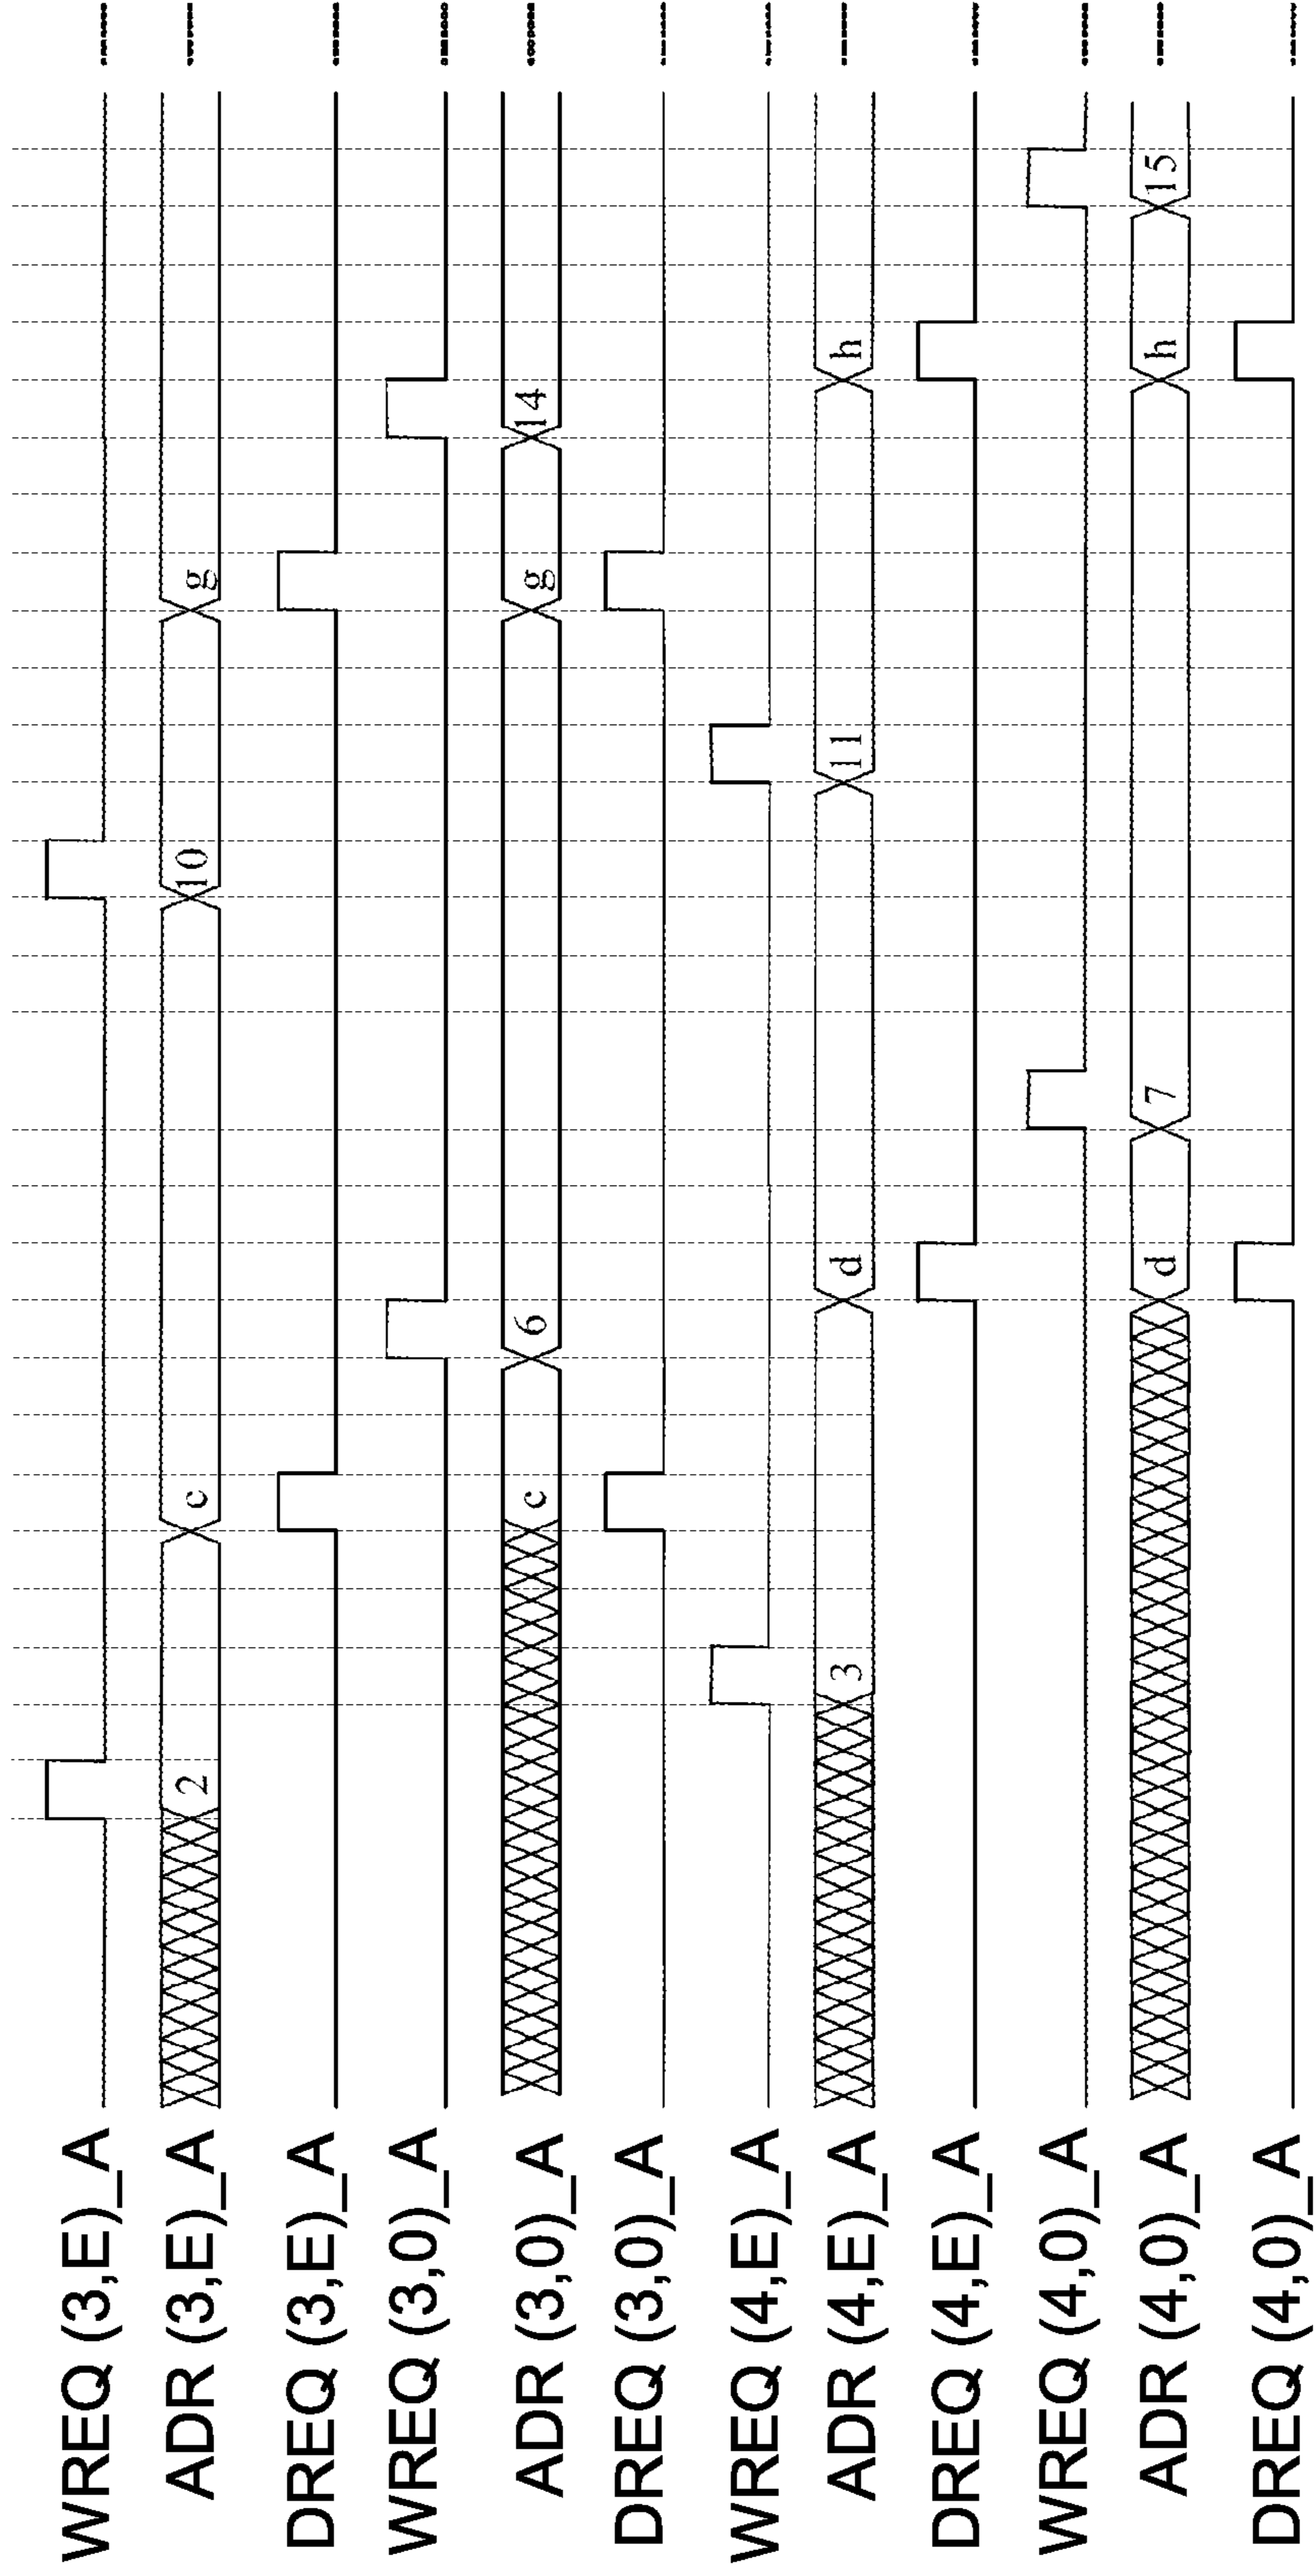 WREQ (3,E)_A
2 c 10 g
ADR (3,E)_A
DREQ (3,E)_A
WREQ (3,0)_A
c 6 g 14
ADR (3,0)_A
DREQ (3,0)_A
WREQ (4,E)_A
3 d 11 h
ADR (4,E)_A
DREQ (4,E)_A
WREQ (4,0)_A
d 7 h 15
ADR (4,0)_A
DREQ (4,0)_A